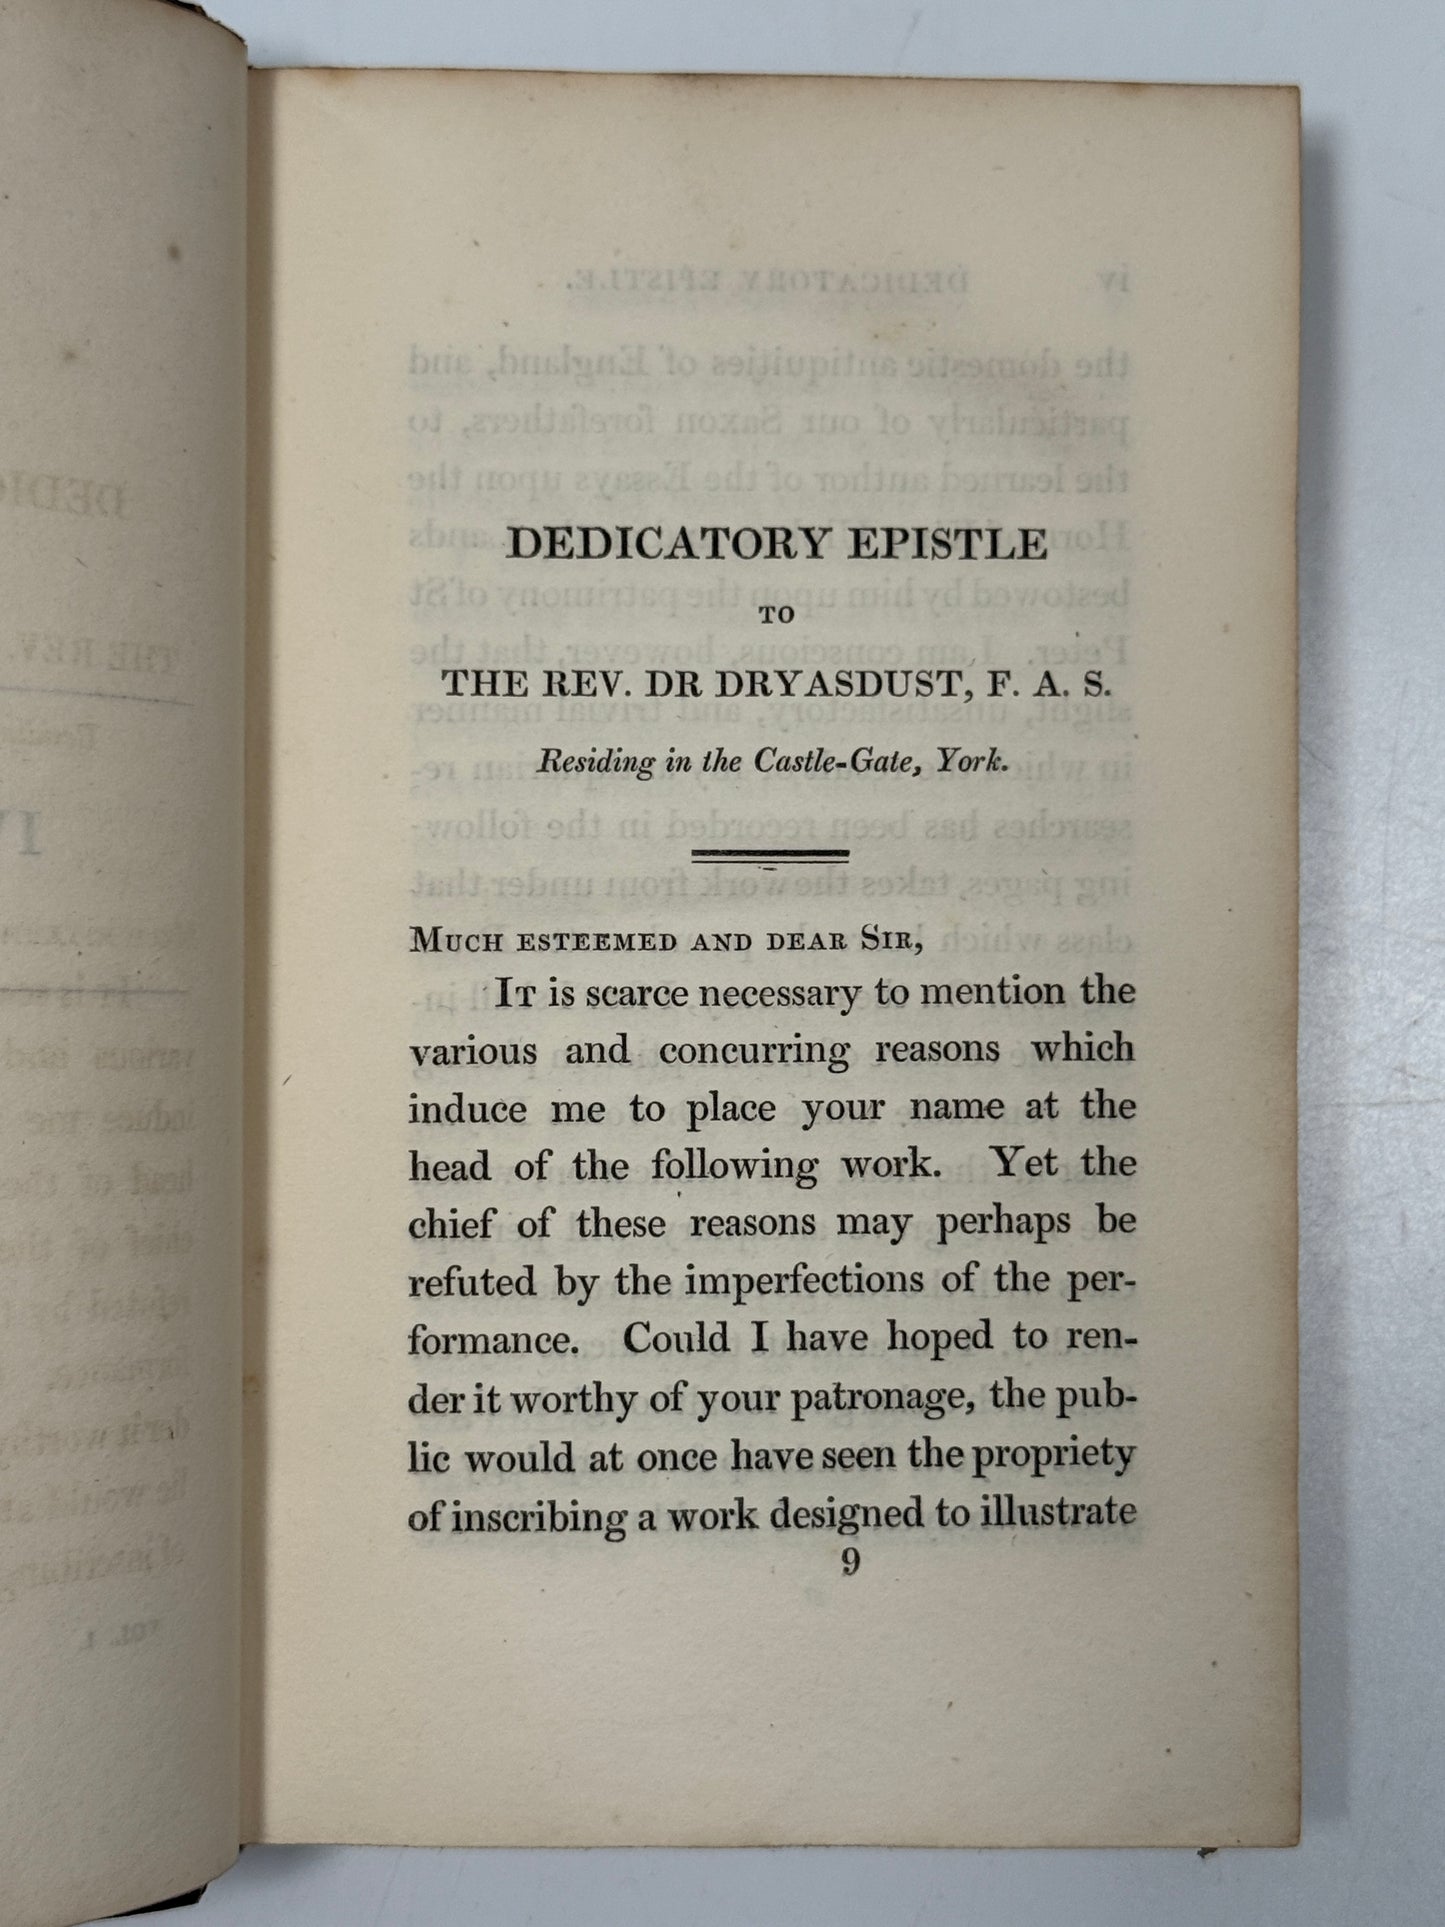 DEDICATORY EPISTLE
TO
THE REV. DR DRYASDUST, F. A. S.
Residing in the Castle-Gate, York.
MUCH ESTEEMED AND DEAR SIR,
IT is scarce necessary to mention the
various and concurring reasons which
induce me to place your name at the
head of the following work. Yet the
chief of these reasons may perhaps be
refuted by the imperfections of the per-
formance. Could I have hoped to ren-
der it worthy of your patronage, the pub-
lic would at once have seen the propriety
of inscribing a work designed to illustrate
9